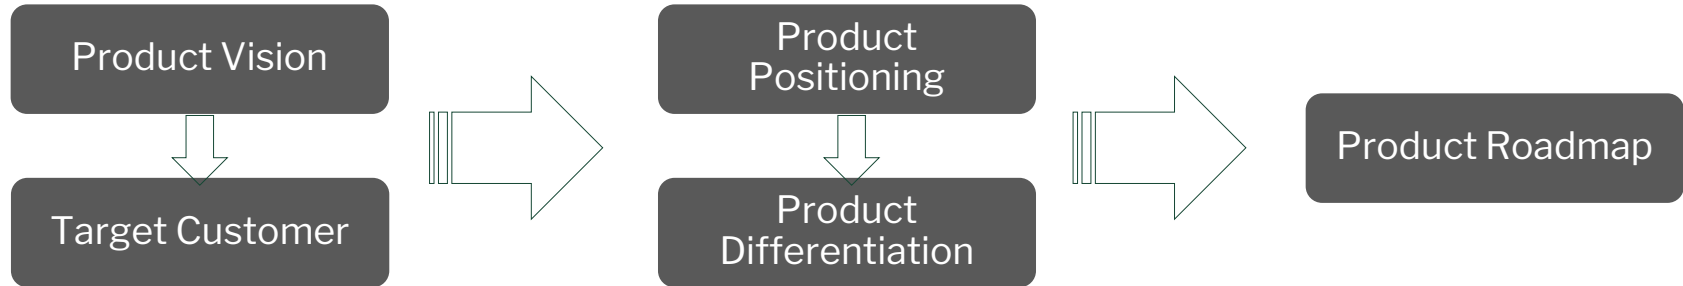 Product Vision
Target Customer
Product
Positioning
Product
Differentiation
Product Roadmap